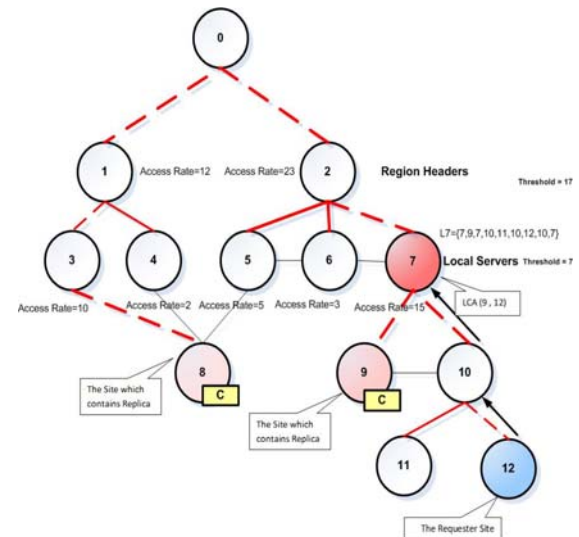 0
1
Access Rate=12
Access Rate=23
2
Region Headers
Threshold = 17
L7={7,9,7,10,11,10,12,10,7}
3
4
5
6
7
Local Servers
Threshold = 7
Access Rate=10
Access Rate=2
Access Rate=5
Access Rate=3
Access Rate=15
LCA (9 , 12)
8
C
9
C
10
The Site which
contains Replica
The Site which
contains Replica
11
12
The Requester Site